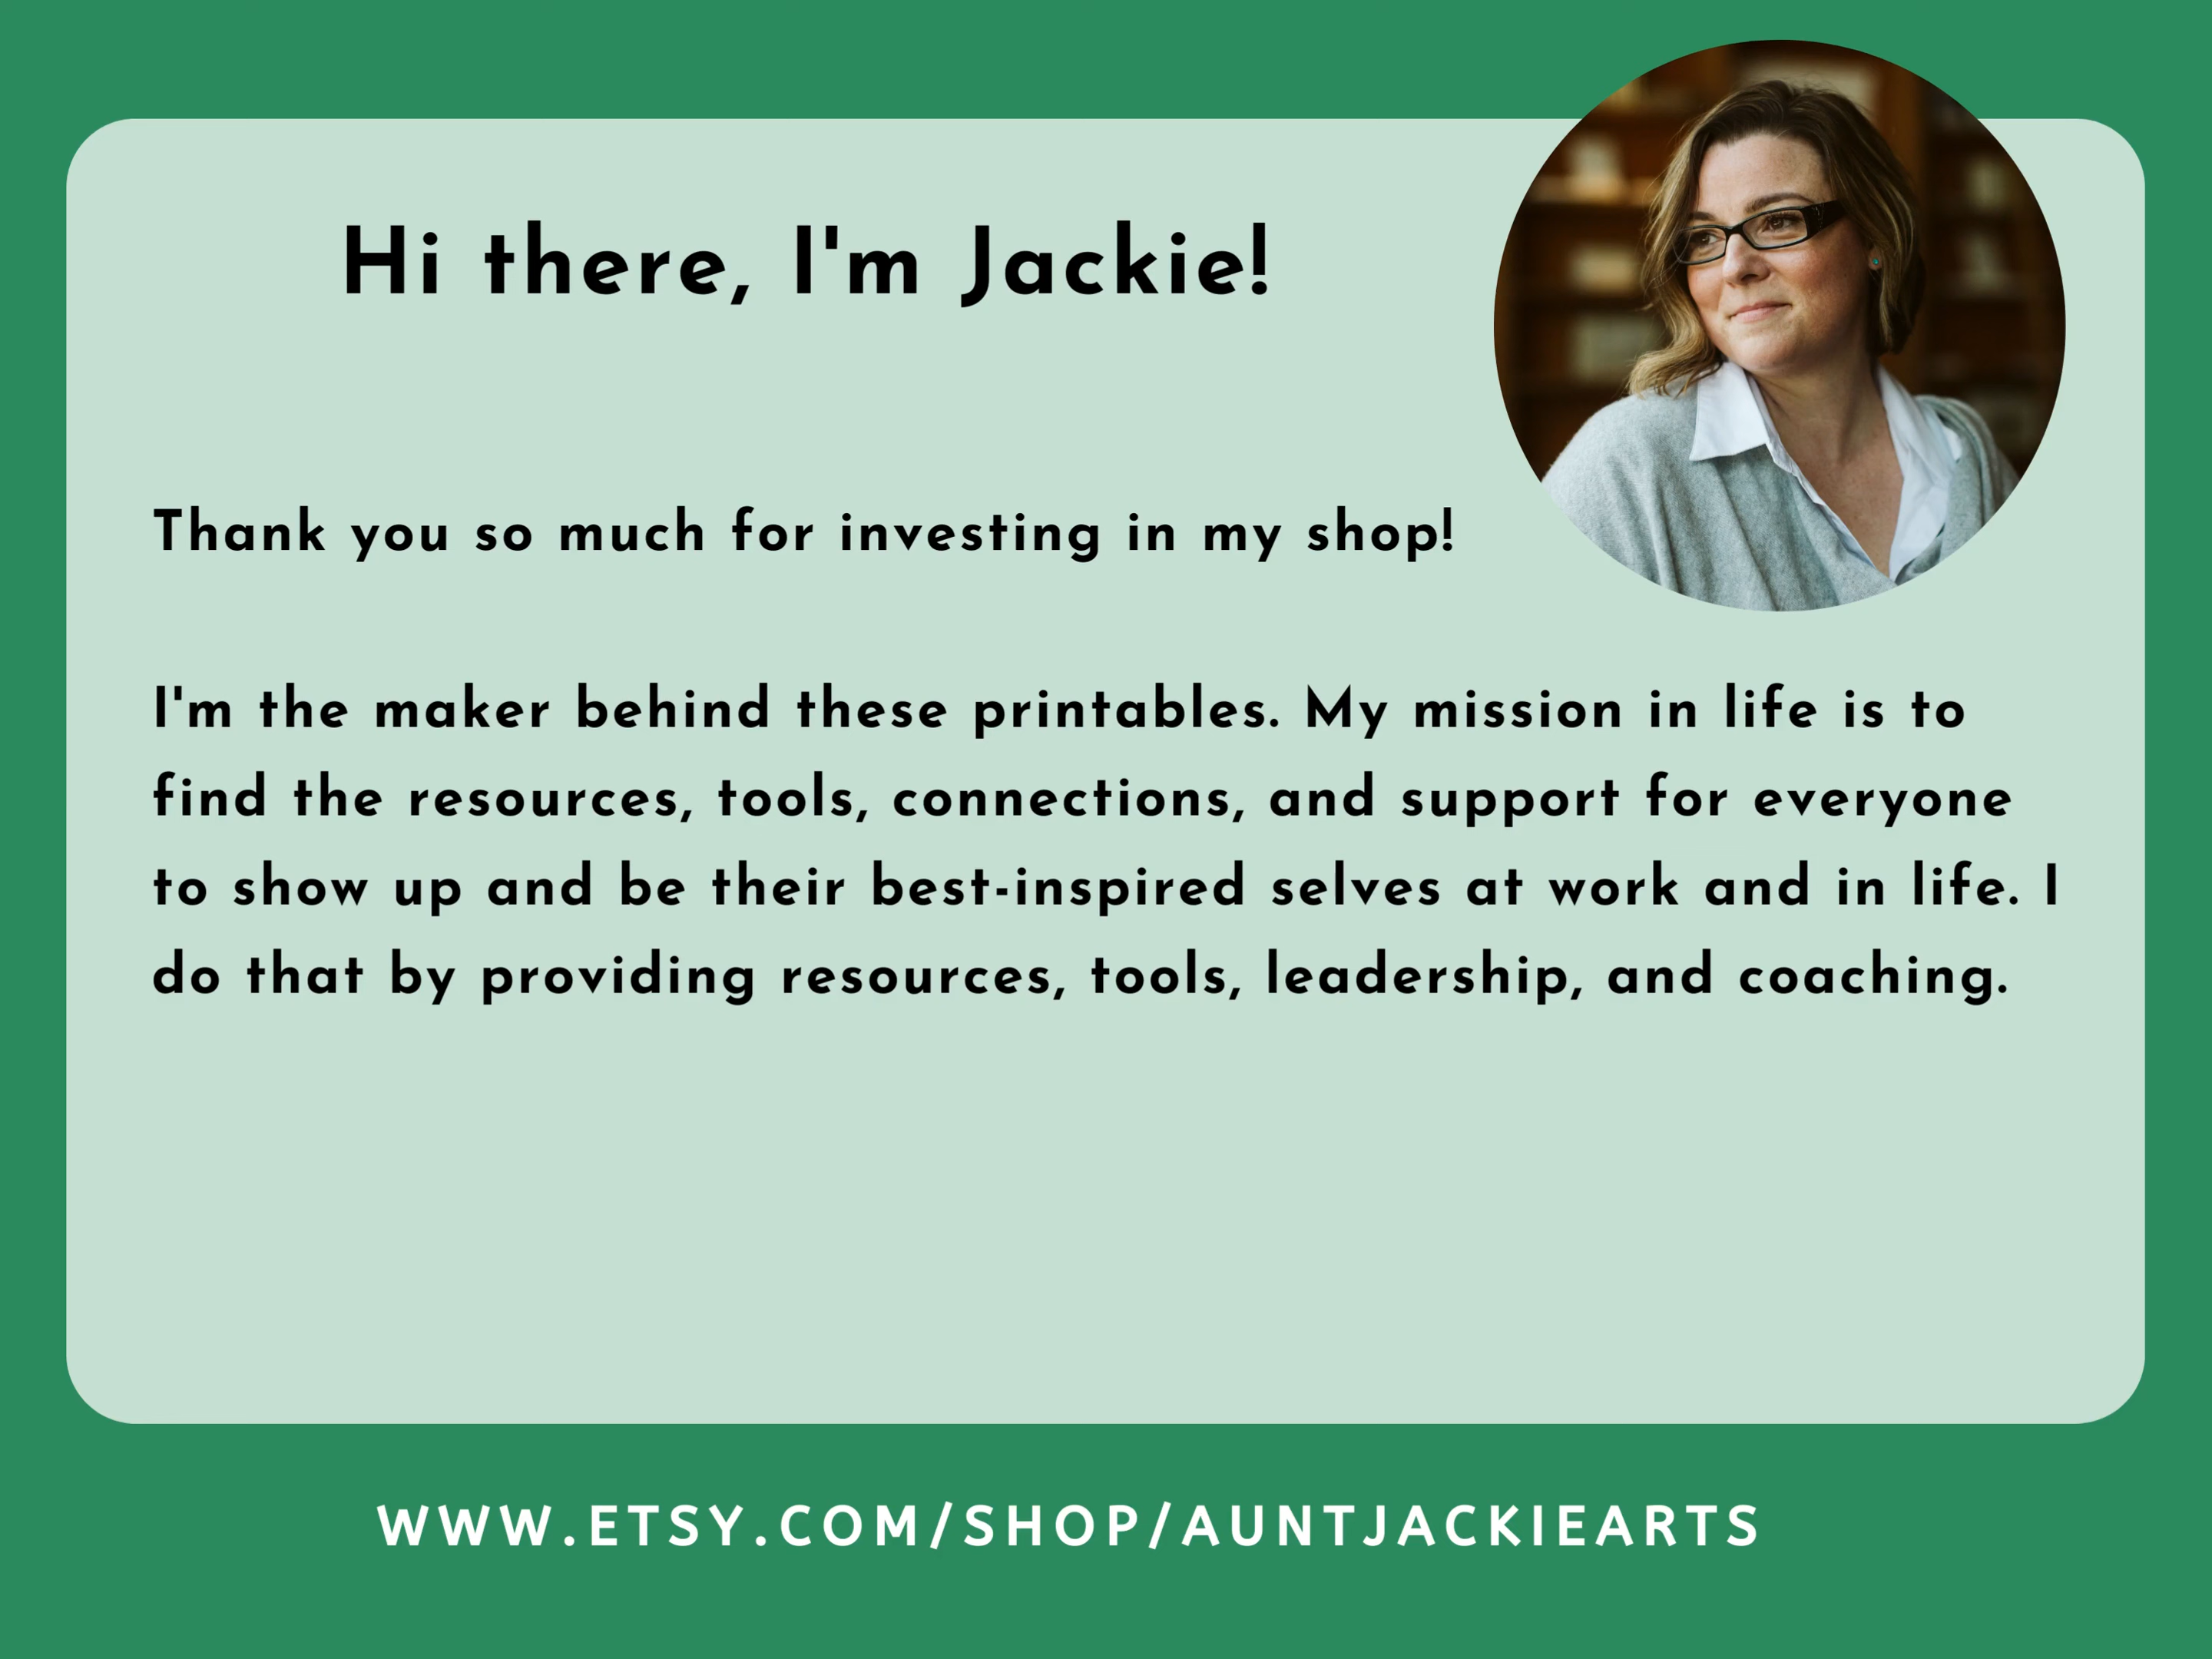 Hi there, I'm Jackie!
Thank you so much for investing in my shop!
I'm the maker behind these printables. My mission in life is to
find the resources, tools, connections, and support for everyone
to show up and be their best-inspired selves at work and in life. I
do that by providing resources, tools, leadership, and coaching.
WWW.ETSY.COM/SHOP/AUNTJACKIEARTS